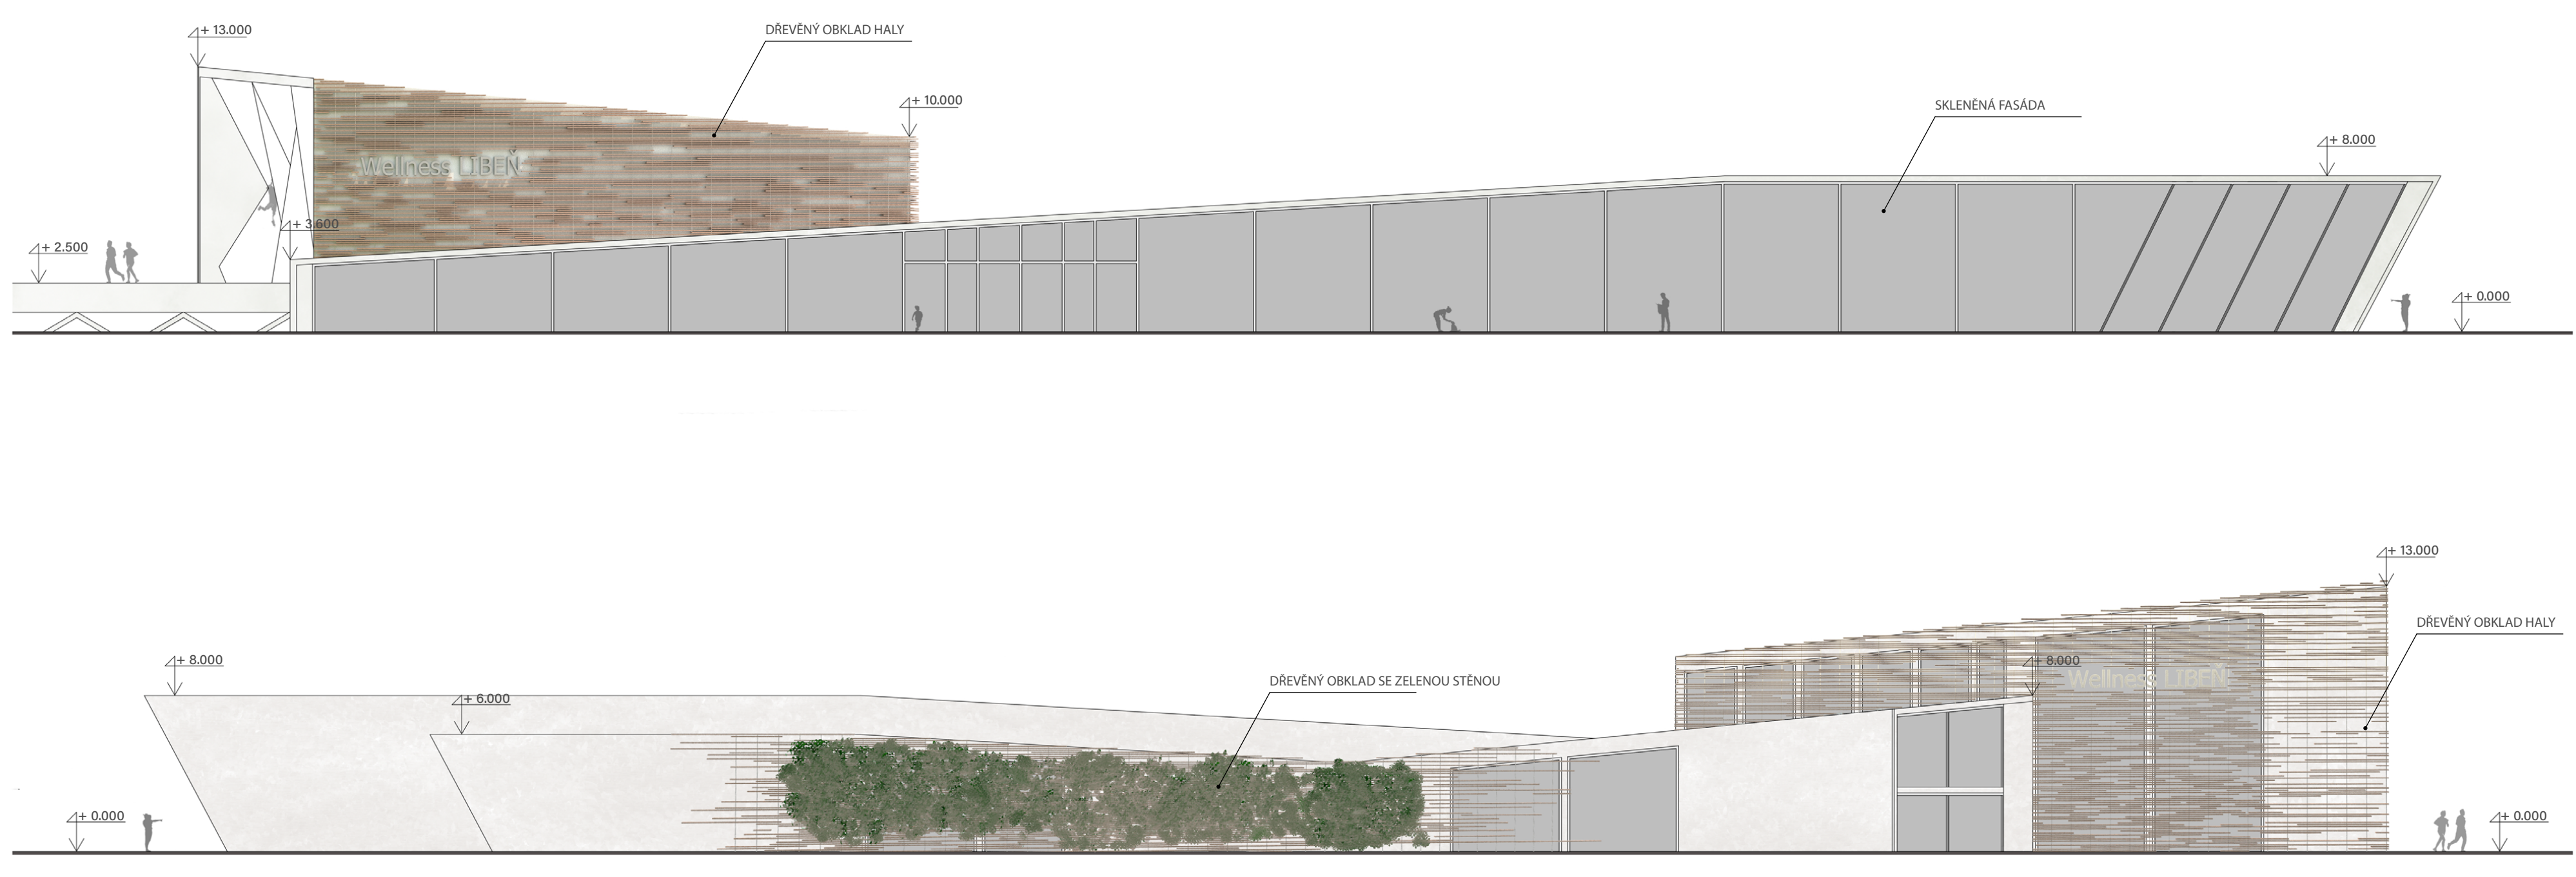 + 13.000
DŘEVĚNÝ OBKLAD HALY
+ 10.000
SKLENĚNÁ FASÁDA
+ 8.000
Wellness LIBEŇ
+ 3.600
+ 2.500
+ 0.000
+ 13.000
DŘEVĚNÝ OBKLAD HALY
+ 8.000
+ 8.000
Wellness LIBEŇ
DŘEVĚNÝ OBKLAD SE ZELENOU STĚNOU
+ 6.000
+ 0.000
+ 0.000